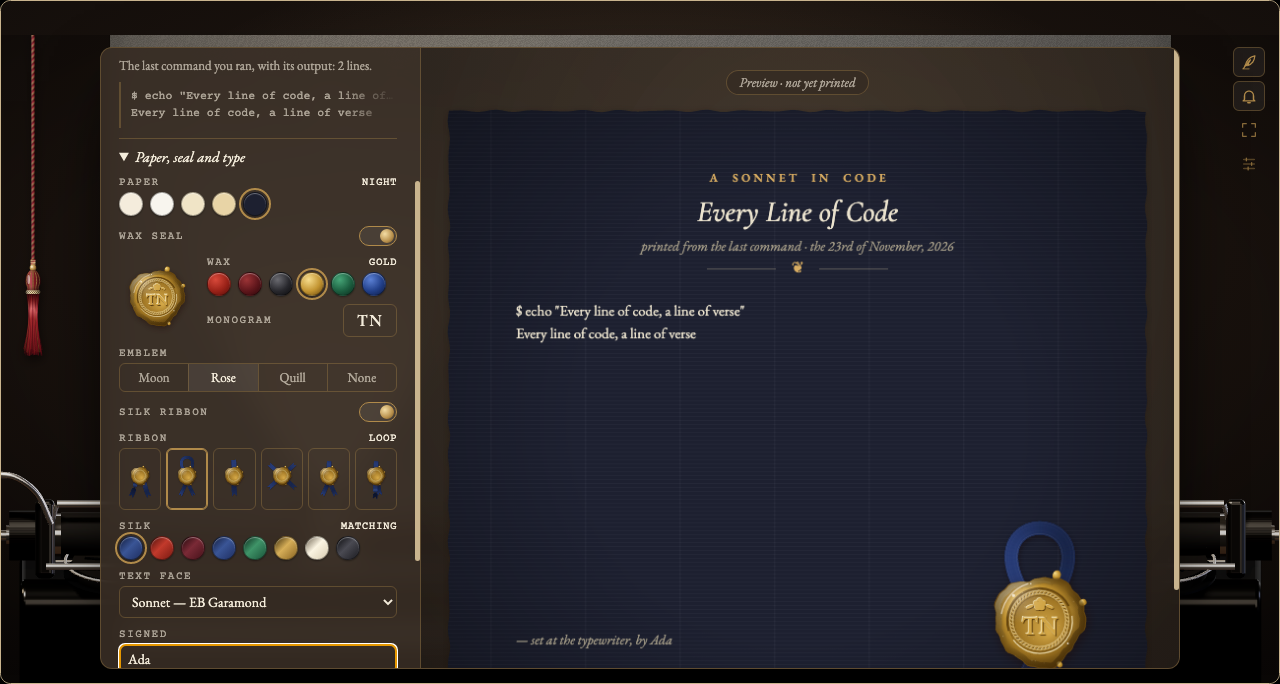 The last command you ran, with its output: 2 lines.
$ echo "Every line of code, a line of…
Every line of code, a line of verse
▼ Paper, seal and type
PAPER NIGHT
WAX SEAL
WAX GOLD
TN
MONOGRAM TN
EMBLEM
Moon Rose Quill None
SILK RIBBON
RIBBON LOOP
SILK MATCHING
TEXT FACE
Sonnet — EB Garamond
SIGNED
Ada
Preview · not yet printed
A SONNET IN CODE
Every Line of Code
printed from the last command · the 23rd of November, 2026
$ echo "Every line of code, a line of verse"
Every line of code, a line of verse
— set at the typewriter, by Ada
TN